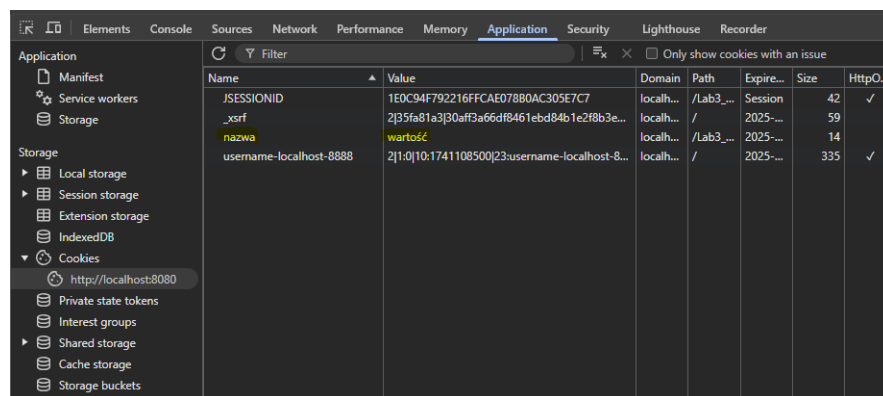 Elements Console Sources Network Performance Memory Application Security Lighthouse Recorder
Application
Manifest
Service workers
Storage
Storage
Local storage
Session storage
Extension storage
IndexedDB
Cookies
http://localhost:8080
Private state tokens
Interest groups
Shared storage
Cache storage
Storage buckets
Filter Only show cookies with an issue
Name Value Domain Path Expire... Size HttpO.
JSESSIONID 1E0C94F792216FFCAE078B0AC305E7C7 localh... /Lab3_... Session 42 ✓
_xsrf 2|35fa81a3|30aff3a66df8461ebd84b1e2f8b3e... localh... / 2025-... 59
nazwa wartość localh... /Lab3_... 2025-... 14
username-localhost-8888 2|1:0|10:1741108500|23:username-localhost-8... localh... / 2025-... 335 ✓